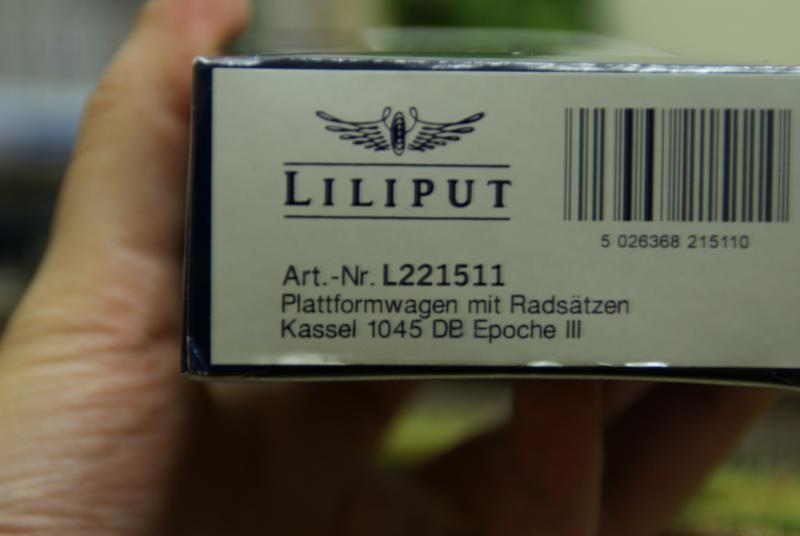 LILIPUT
5 026368 215110
Art.-Nr. L221511
Plattformwagen mit Radsätzen
Kassel 1045 DB Epoche III